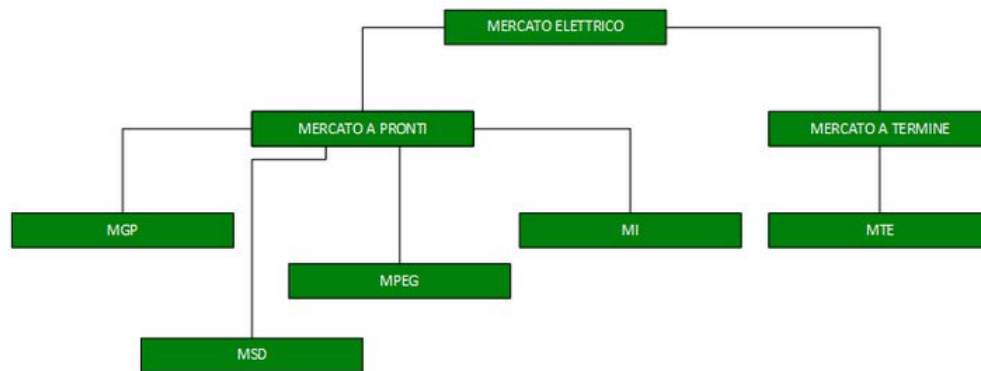 MERCATO ELETTRICO
MERCATO A PRONTI
MERCATO A TERMINE
MGP
MI
MTE
MPEG
MSD